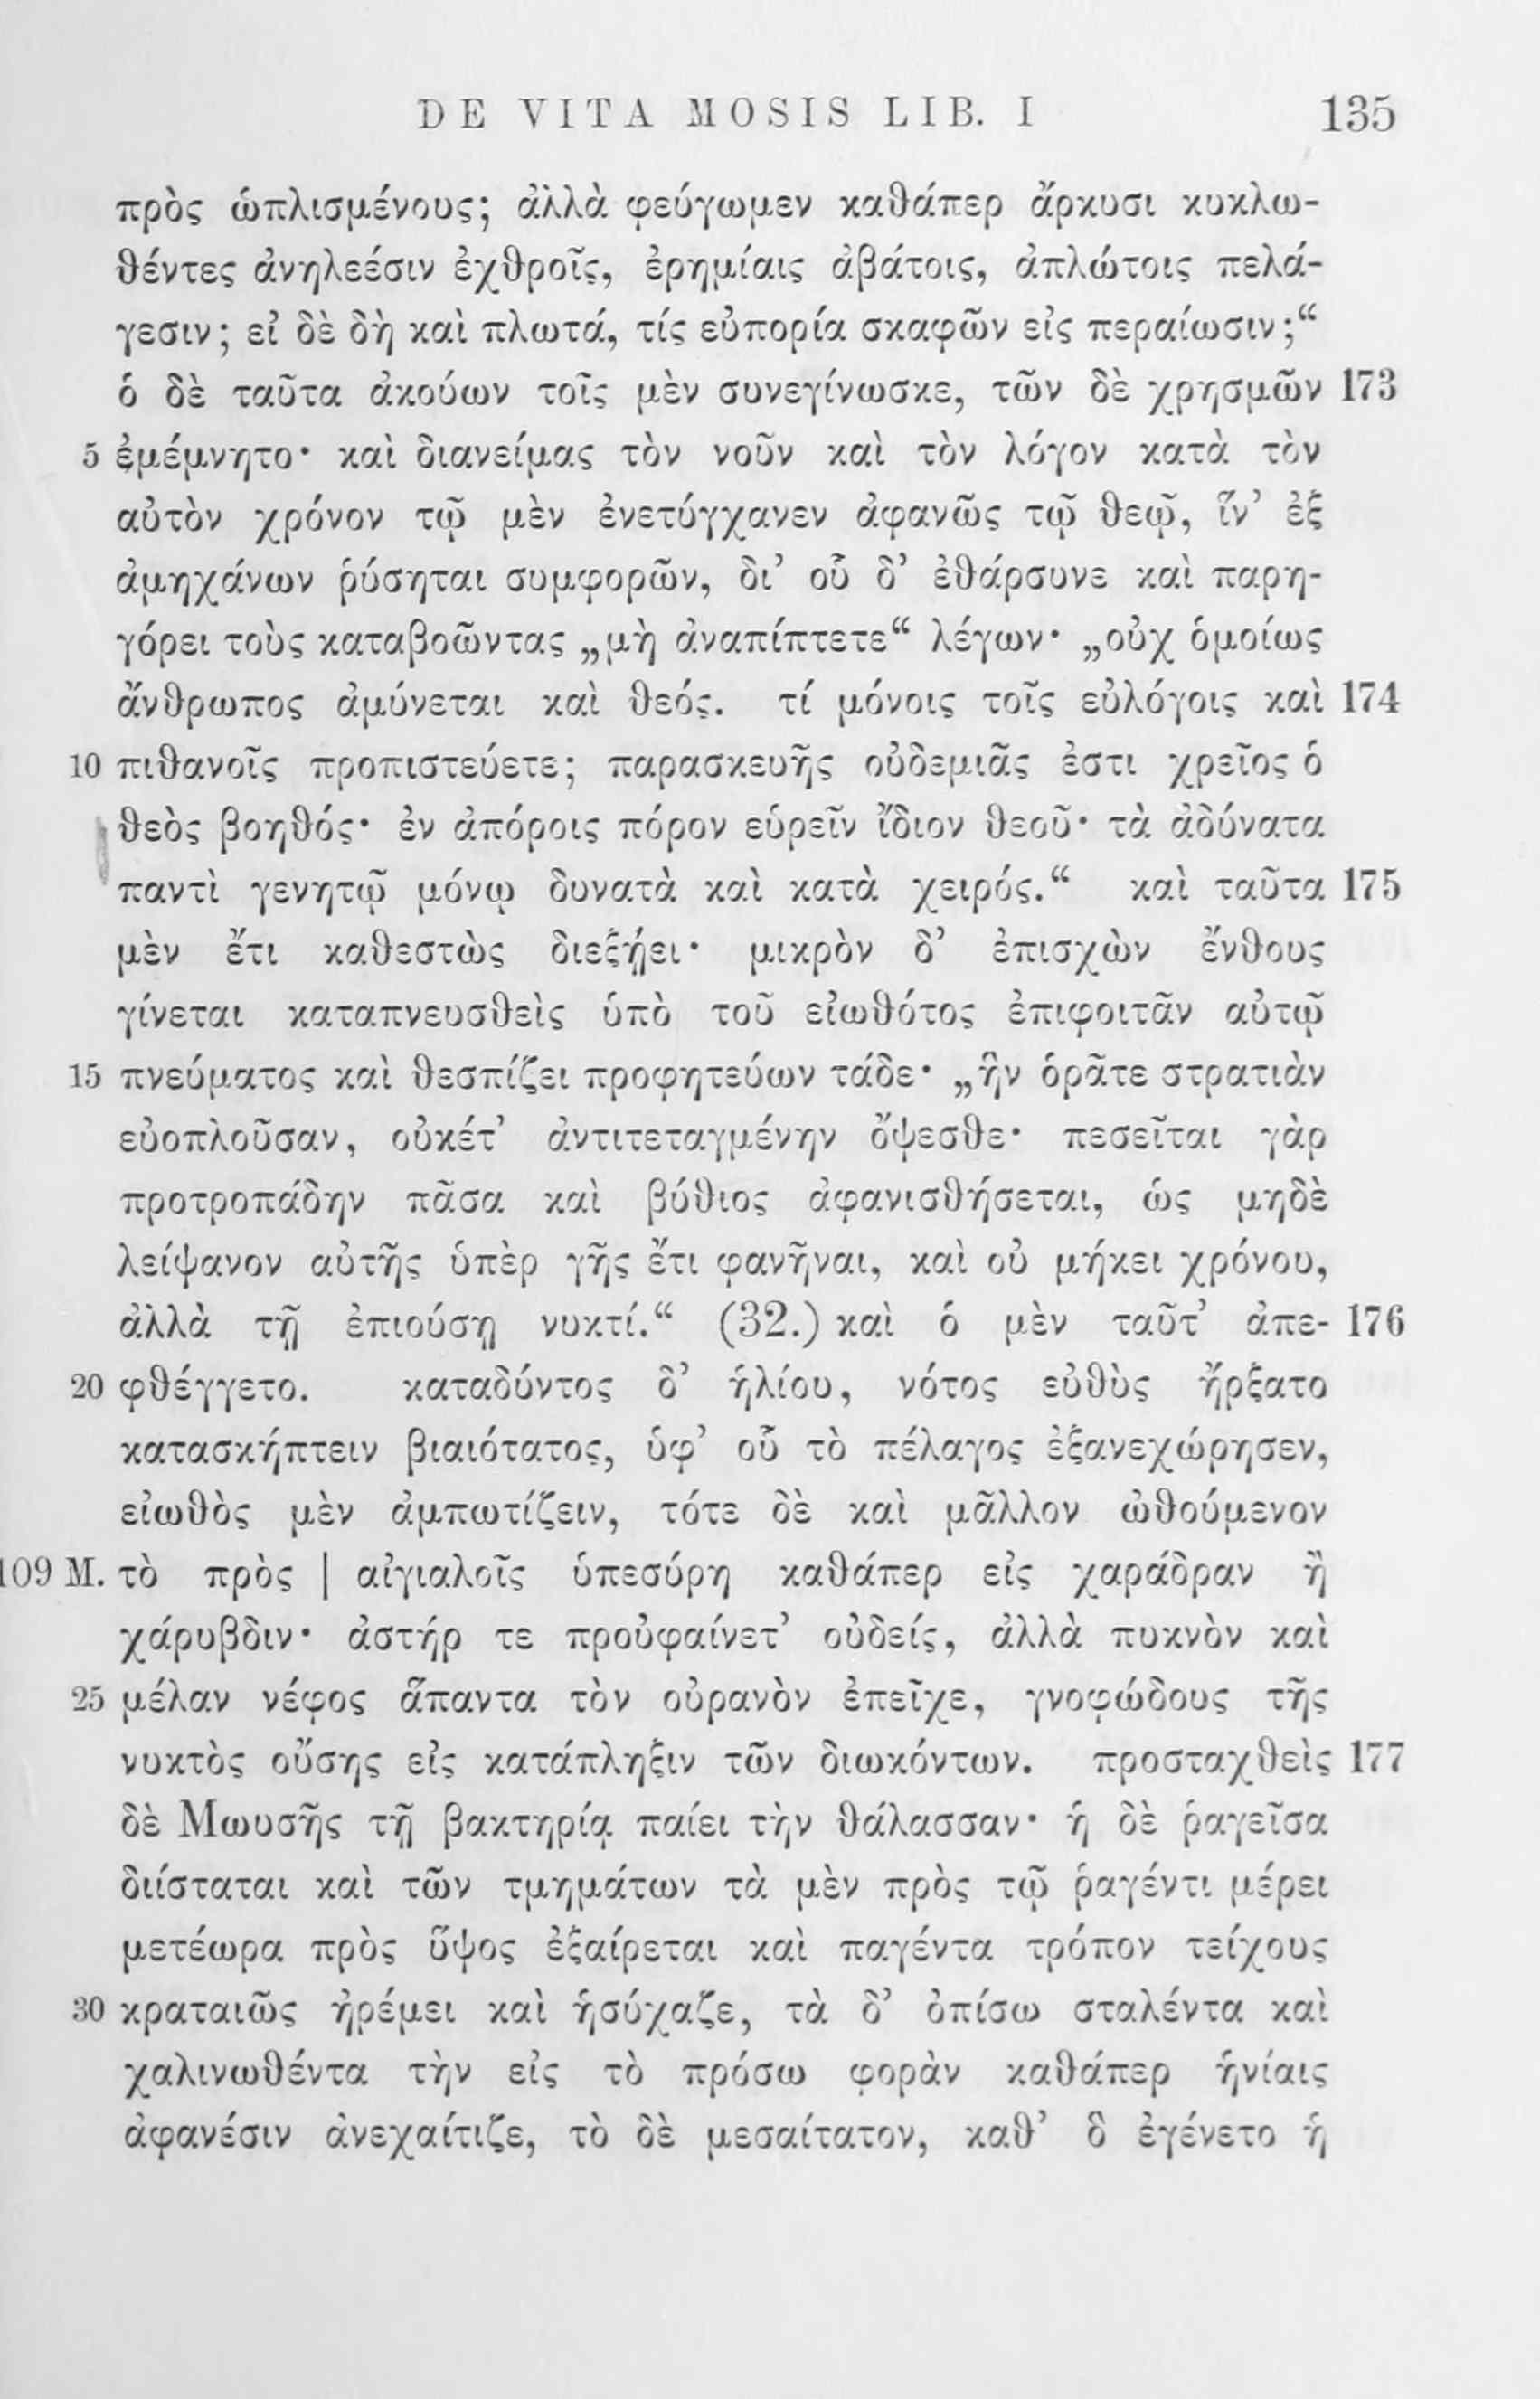 DE VITA MOSIS LIB. I 135
πρὸς ὡπλισμένους; ἀλλὰ φεύγωμεν καθάπερ ἄρκυσι κυκλω-
θέντες ἀνηλεέσιν ἐχθροῖς, ἐρημίαις ἀβάτοις, ἀπλώτοις πελά-
γεσιν; εἰ δὲ δὴ καὶ πλωτά, τίς εὐπορία σκαφῶν εἰς περαίωσιν;“
ὁ δὲ ταῦτα ἀκούων τοῖς μὲν συνεγίνωσκε, τῶν δὲ χρησμῶν 173
5 ἐμέμνητο· καὶ διανείμας τὸν νοῦν καὶ τὸν λόγον κατὰ τὸν
αὐτὸν χρόνον τῷ μὲν ἐνετύγχανεν ἀφανῶς τῷ θεῷ, ἵν’ ἐξ
ἀμηχάνων ῥύσηται συμφορῶν, δι’ οὗ δ’ ἐθάρσυνε καὶ παρη-
γόρει τοὺς καταβοῶντας „μὴ ἀναπίπτετε“ λέγων· „οὐχ ὁμοίως
ἄνθρωπος ἀμύνεται καὶ θεός. τί μόνοις τοῖς εὐλόγοις καὶ 174
10 πιθανοῖς προπιστεύετε; παρασκευῆς οὐδεμιᾶς ἐστι χρεῖος ὁ
θεὸς βοηθός· ἐν ἀπόροις πόρον εὑρεῖν ἴδιον θεοῦ· τὰ ἀδύνατα
παντὶ γενητῷ μόνῳ δυνατὰ καὶ κατὰ χειρός.“ καὶ ταῦτα 175
μὲν ἔτι καθεστὼς διεξῄει· μικρὸν δ’ ἐπισχὼν ἔνθους
γίνεται καταπνευσθεὶς ὑπὸ τοῦ εἰωθότος ἐπιφοιτᾶν αὐτῷ
15 πνεύματος καὶ θεσπίζει προφητεύων τάδε· „ἣν ὁρᾶτε στρατιὰν
εὐοπλοῦσαν, οὐκέτ’ ἀντιτεταγμένην ὄψεσθε· πεσεῖται γὰρ
προτροπάδην πᾶσα καὶ βύθιος ἀφανισθήσεται, ὡς μηδὲ
λείψανον αὐτῆς ὑπὲρ γῆς ἔτι φανῆναι, καὶ οὐ μήκει χρόνου,
ἀλλὰ τῇ ἐπιούσῃ νυκτί.“ (32.) καὶ ὁ μὲν ταῦτ’ ἀπε- 176
20 φθέγγετο. καταδύντος δ’ ἡλίου, νότος εὐθὺς ἤρξατο
κατασκήπτειν βιαιότατος, ὑφ’ οὗ τὸ πέλαγος ἐξανεχώρησεν,
εἰωθὸς μὲν ἀμπωτίζειν, τότε δὲ καὶ μᾶλλον ὠθούμενον
109 M. τὸ πρὸς | αἰγιαλοῖς ὑπεσύρη καθάπερ εἰς χαράδραν ἢ
χάρυβδιν· ἀστήρ τε προὐφαίνετ’ οὐδείς, ἀλλὰ πυκνὸν καὶ
25 μέλαν νέφος ἅπαντα τὸν οὐρανὸν ἐπεῖχε, γνοφώδους τῆς
νυκτὸς οὔσης εἰς κατάπληξιν τῶν διωκόντων. προσταχθεὶς 177
δὲ Μωυσῆς τῇ βακτηρίᾳ παίει τὴν θάλασσαν· ἡ δὲ ῥαγεῖσα
διίσταται καὶ τῶν τμημάτων τὰ μὲν πρὸς τῷ ῥαγέντι μέρει
μετέωρα πρὸς ὕψος ἐξαίρεται καὶ παγέντα τρόπον τείχους
30 κραταιῶς ἠρέμει καὶ ἡσύχαζε, τὰ δ’ ὀπίσω σταλέντα καὶ
χαλινωθέντα τὴν εἰς τὸ πρόσω φορὰν καθάπερ ἡνίαις
ἀφανέσιν ἀνεχαίτιζε, τὸ δὲ μεσαίτατον, καθ’ ὃ ἐγένετο ἡ